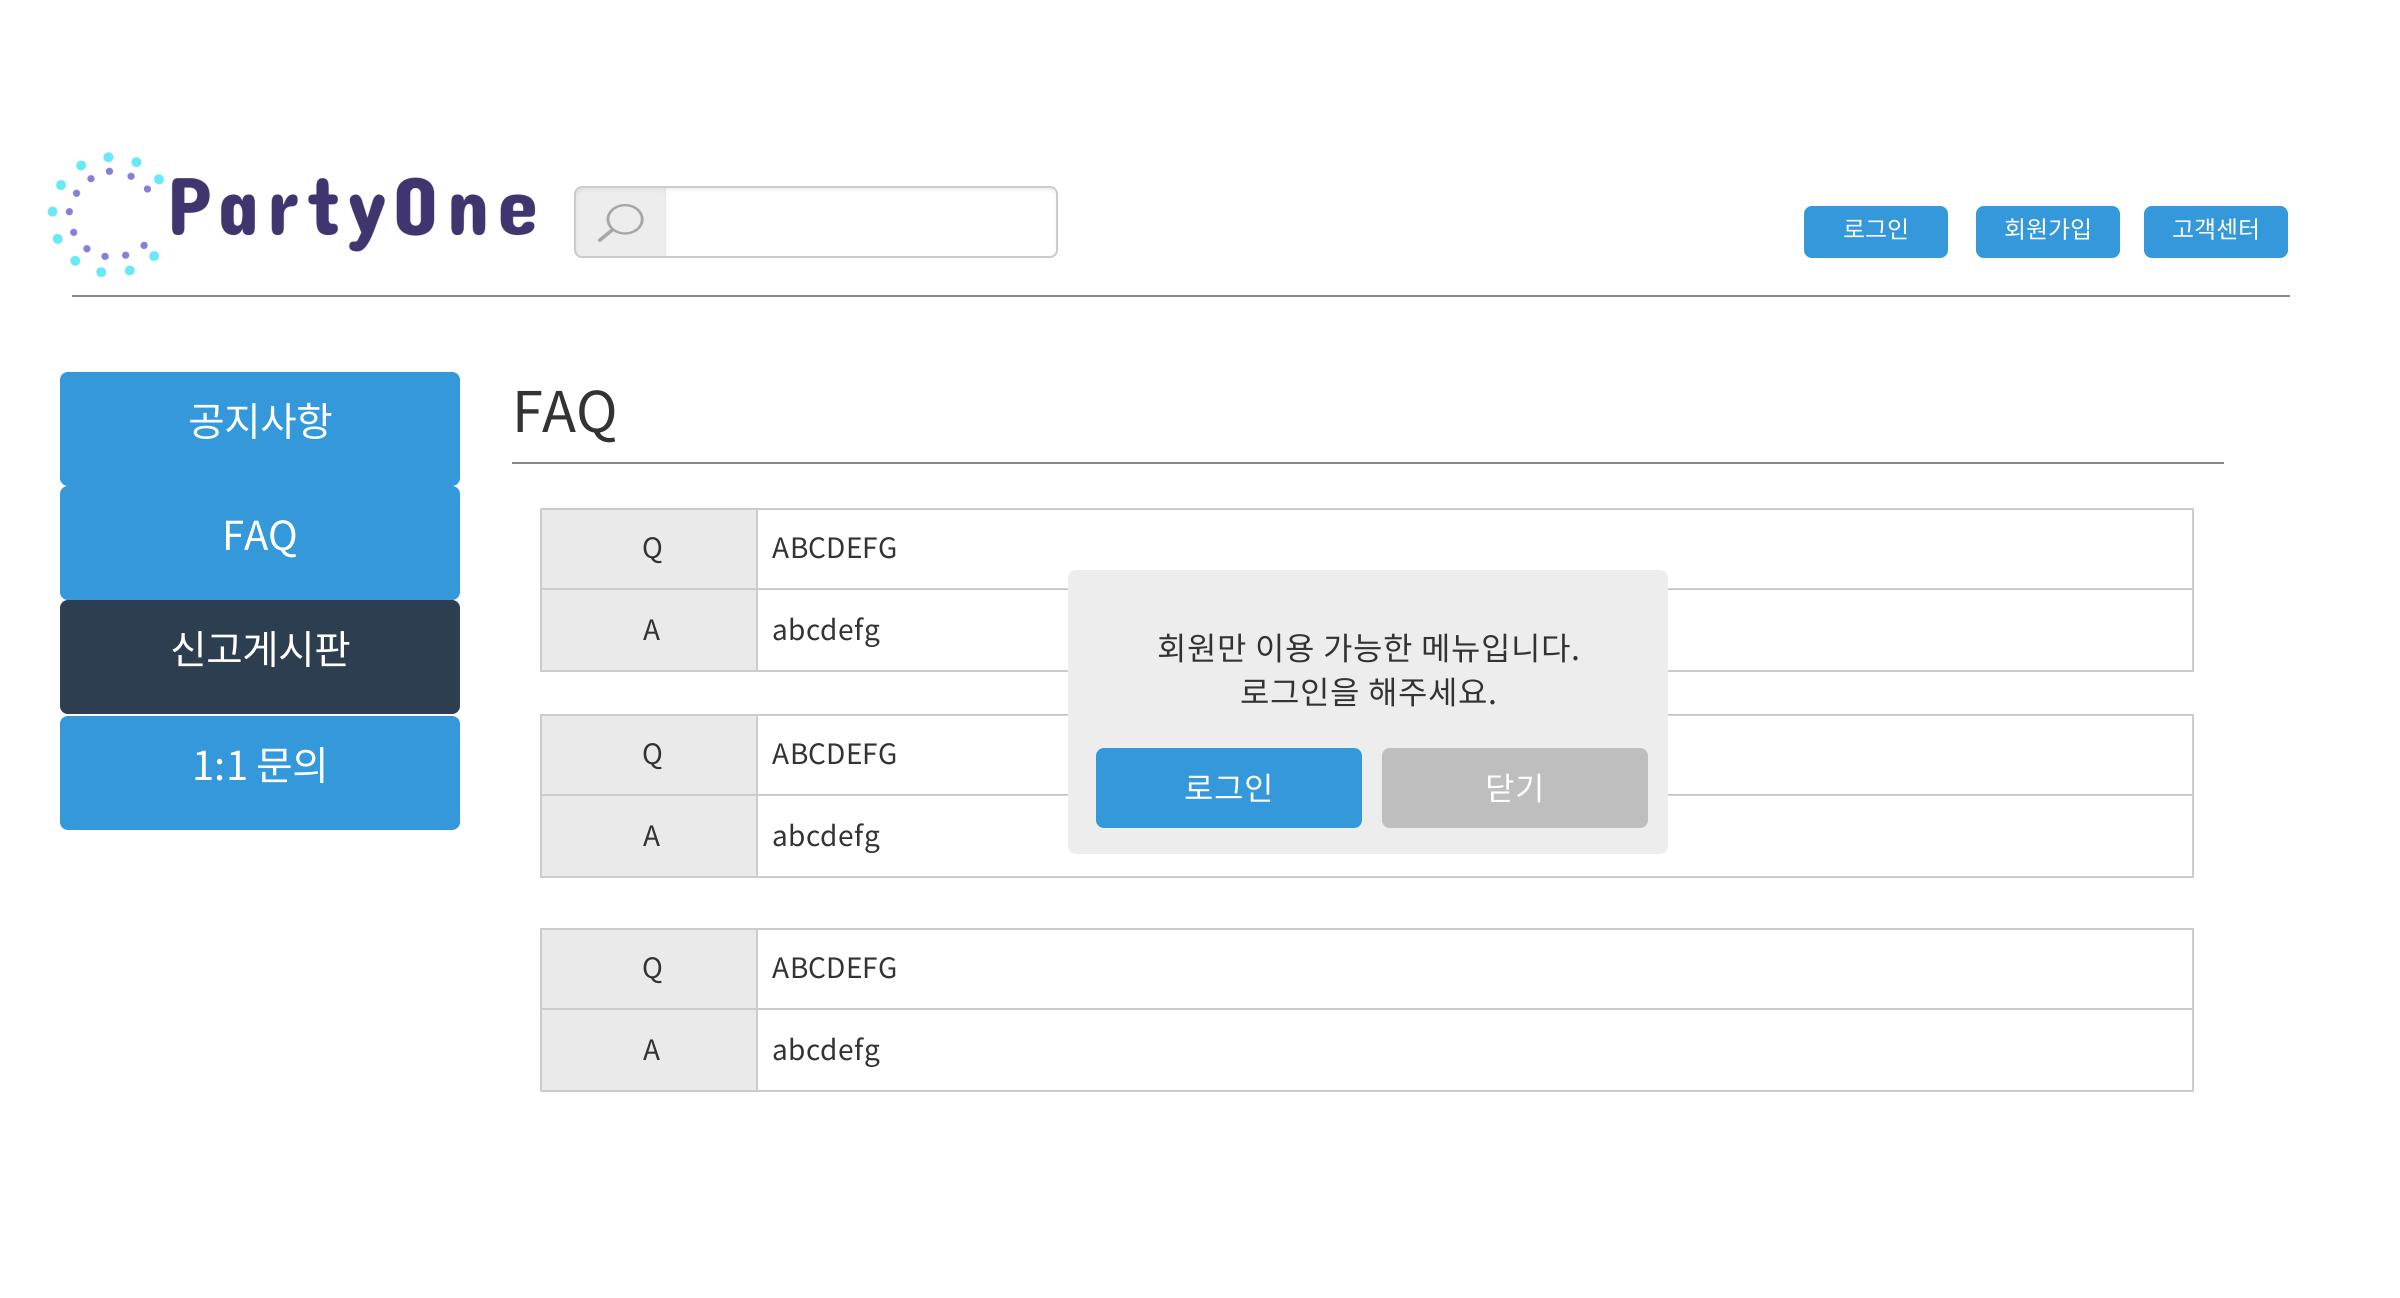 PartyOne
로그인
회원가입
고객센터
공지사항
FAQ
신고게시판
1:1 문의
FAQ
Q ABCDEFG
A abcdefg
Q ABCDEFG
A abcdefg
Q ABCDEFG
A abcdefg
회원만 이용 가능한 메뉴입니다.
로그인을 해주세요.
로그인
닫기